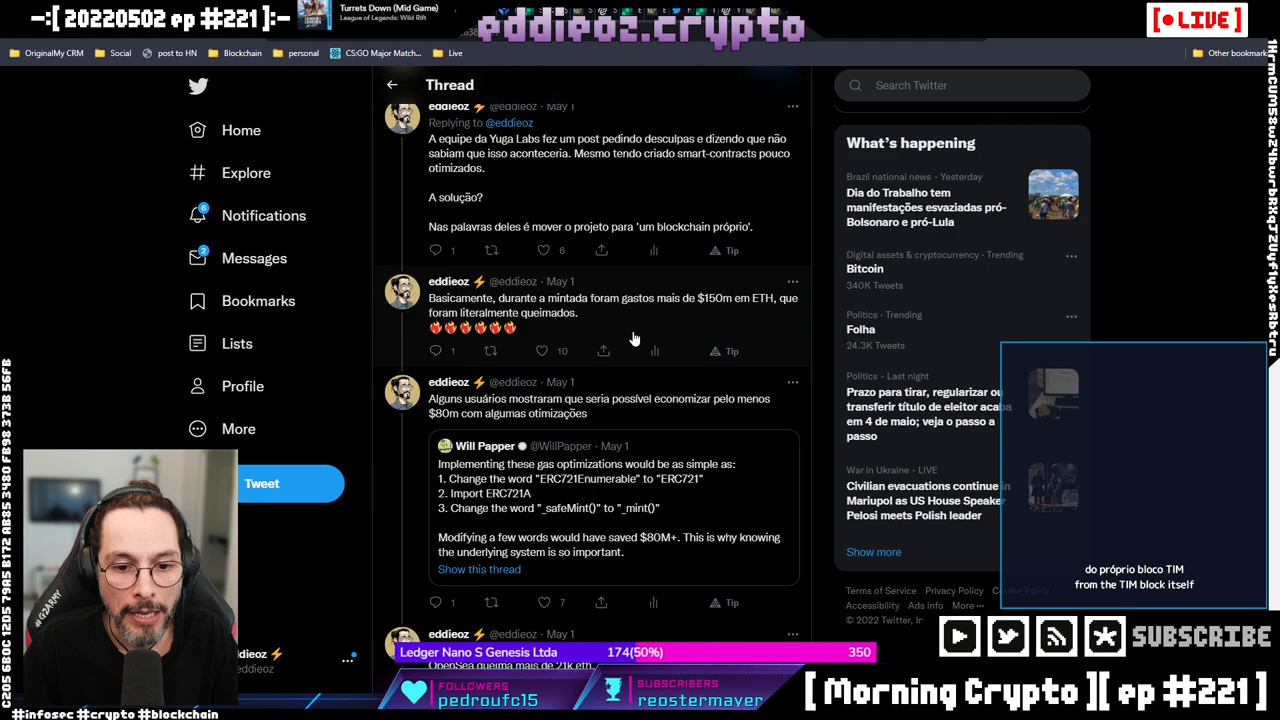 -:[ 20220502 ep #221 ]:-
Turrets Down (Mid Game)
League of Legends: Wild Rift
eddieoz.crypto
[•LIVE]
OriginalMy CRM
Social
post to HN
Blockchain
personal
CS:GO Major Match...
Live
Other bookmark
Home
Explore
6
Notifications
2
Messages
Bookmarks
Lists
Profile
More
Tweet
eddieoz ⚡
@eddieoz
Thread
eddieoz ⚡ @eddieoz · May 1
Replying to @eddieoz
A equipe da Yuga Labs fez um post pedindo desculpas e dizendo que não
sabiam que isso aconteceria. Mesmo tendo criado smart-contracts pouco
otimizados.
A solução?
Nas palavras deles é mover o projeto para 'um blockchain próprio'.
1 6 Tip
eddieoz ⚡ @eddieoz · May 1
Basicamente, durante a mintada foram gastos mais de $150m em ETH, que
foram literalmente queimados.
1 10 Tip
eddieoz ⚡ @eddieoz · May 1
Alguns usuários mostraram que seria possível economizar pelo menos
$80m com algumas otimizações
Will Papper @WillPapper · May 1
Implementing these gas optimizations would be as simple as:
1. Change the word "ERC721Enumerable" to "ERC721"
2. Import ERC721A
3. Change the word "_safeMint()" to "_mint()"
Modifying a few words would have saved $80M+. This is why knowing
the underlying system is so important.
Show this thread
1 7 Tip
eddieoz ⚡ @eddieoz · May 1
OpenSea queima mais de 21k eth
Search Twitter
What's happening
Brazil national news · Yesterday
Dia do Trabalho tem
manifestações esvaziadas pró-
Bolsonaro e pró-Lula
Digital assets & cryptocurrency · Trending
Bitcoin
340K Tweets
Politics · Trending
Folha
24.3K Tweets
Politics · Last night
Prazo para tirar, regularizar ou
transferir título de eleitor acaba
em 4 de maio; veja o passo a
passo
War in Ukraine · LIVE
Civilian evacuations continue in
Mariupol as US House Speaker
Pelosi meets Polish leader
Show more
Terms of Service Privacy Policy Cookie Policy
Accessibility Ads info More ···
© 2022 Twitter, In
do próprio bloco TIM
from the TIM block itself
SUBSCRIBE
Ledger Nano S Genesis Ltda 174(50%) 350
FOLLOWERS
pedroufc15
SUBSCRIBERS
reostermayer
[ Morning Crypto ][ ep #221 ]
#infosec #crypto #blockchain